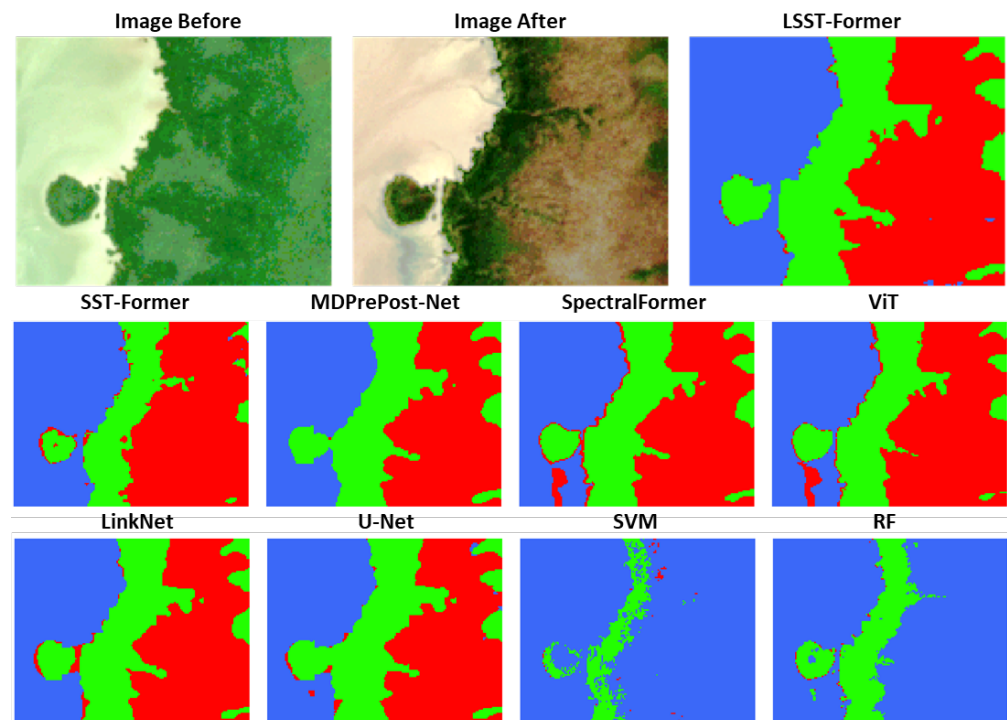 Image Before
Image After
LSST-Former
SST-Former
MDPrePost-Net
SpectralFormer
ViT
LinkNet
U-Net
SVM
RF